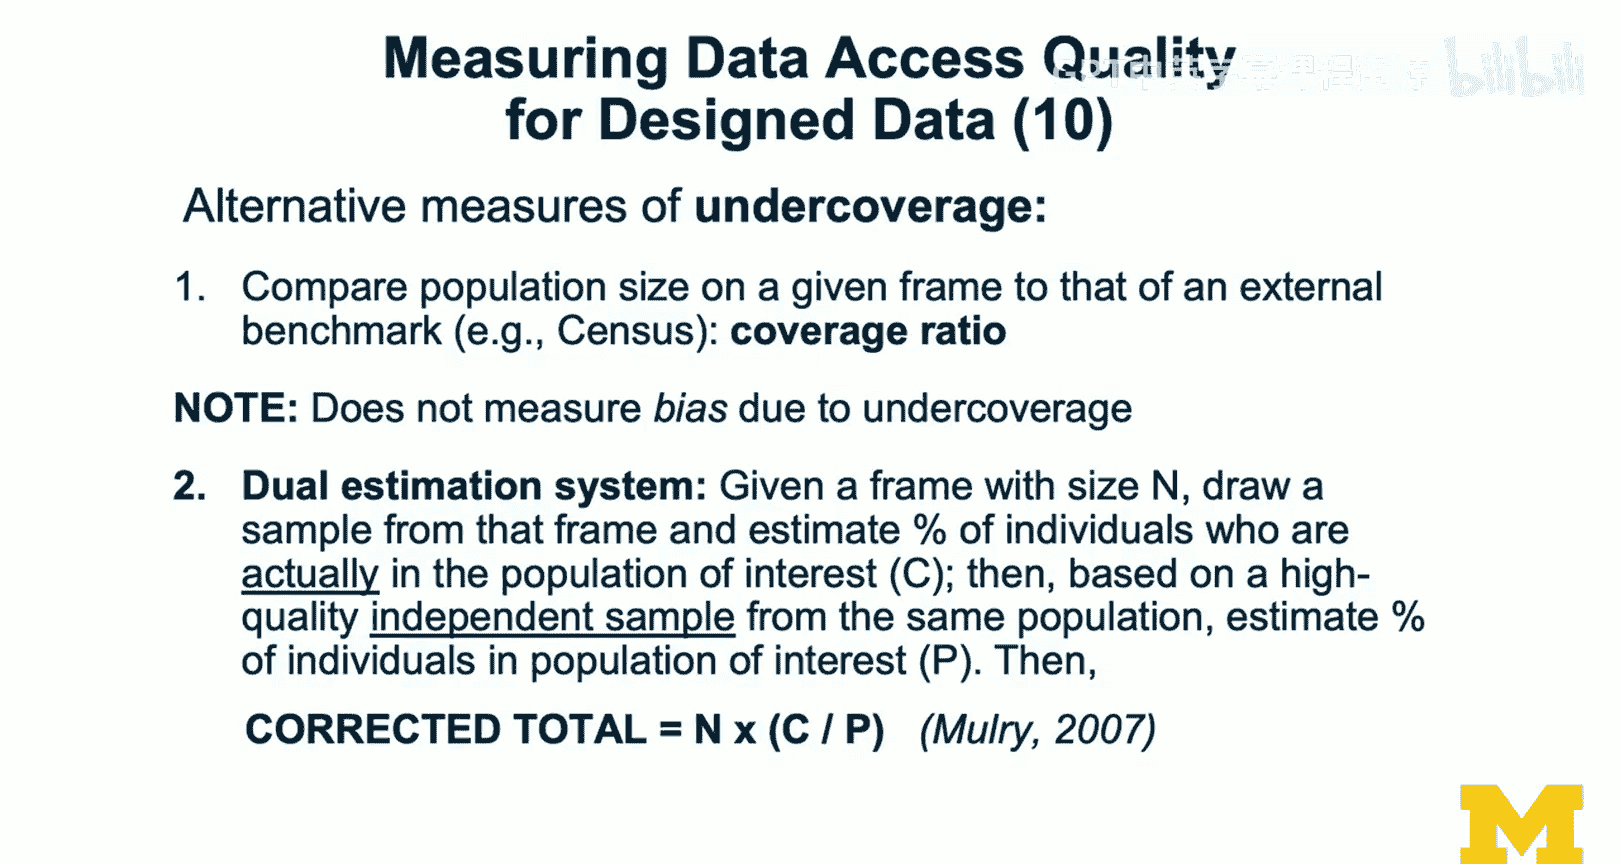 Measuring Data Access Quality
for Designed Data (10)
bilibili
Alternative measures of undercoverage:
1. Compare population size on a given frame to that of an external
benchmark (e.g., Census): coverage ratio
NOTE: Does not measure bias due to undercoverage
2. Dual estimation system: Given a frame with size N, draw a
sample from that frame and estimate % of individuals who are
actually in the population of interest (C); then, based on a high-
quality independent sample from the same population, estimate %
of individuals in population of interest (P). Then,
CORRECTED TOTAL = N x (C / P) (Mulry, 2007)
M